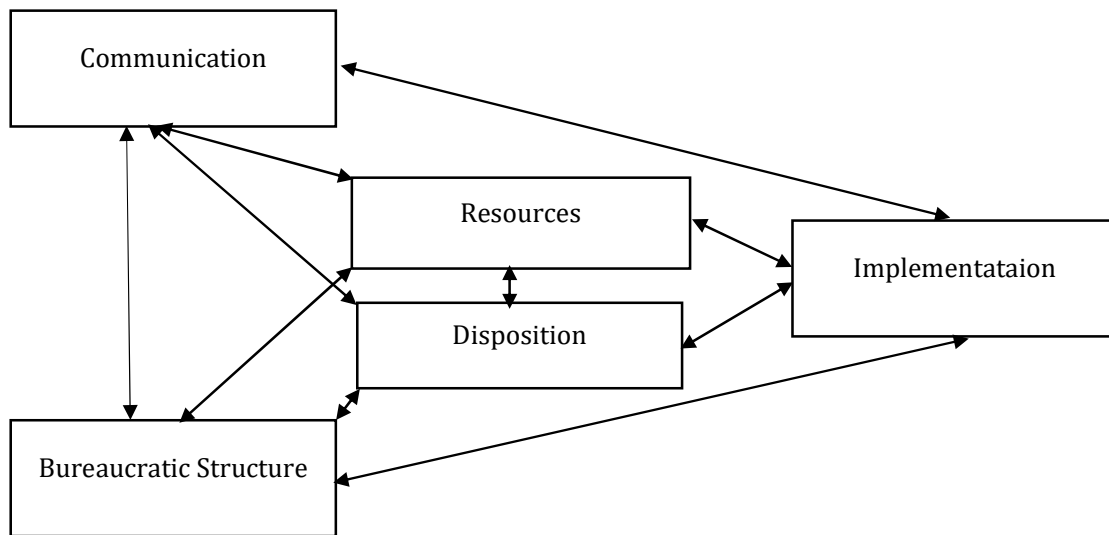 Communication
Resources
Implementataion
Disposition
Bureaucratic Structure